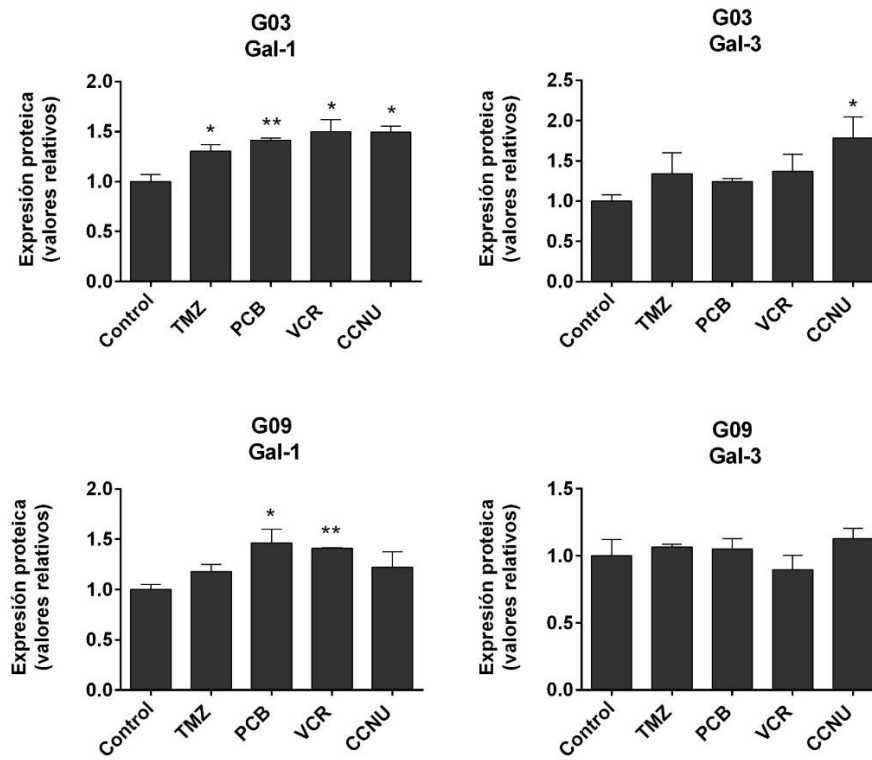 G03
Gal-1
Expresión proteica
(valores relativos)
2.0
1.5
1.0
0.5
0.0
*
**
*
*
Control
TMZ
PCB
VCR
CCNU
G03
Gal-3
Expresión proteica
(valores relativos)
2.5
2.0
1.5
1.0
0.5
0.0
*
Control
TMZ
PCB
VCR
CCNU
G09
Gal-1
Expresión proteica
(valores relativos)
2.0
1.5
1.0
0.5
0.0
*
**
Control
TMZ
PCB
VCR
CCNU
G09
Gal-3
Expresión proteica
(valores relativos)
1.5
1.0
0.5
0.0
Control
TMZ
PCB
VCR
CCNU